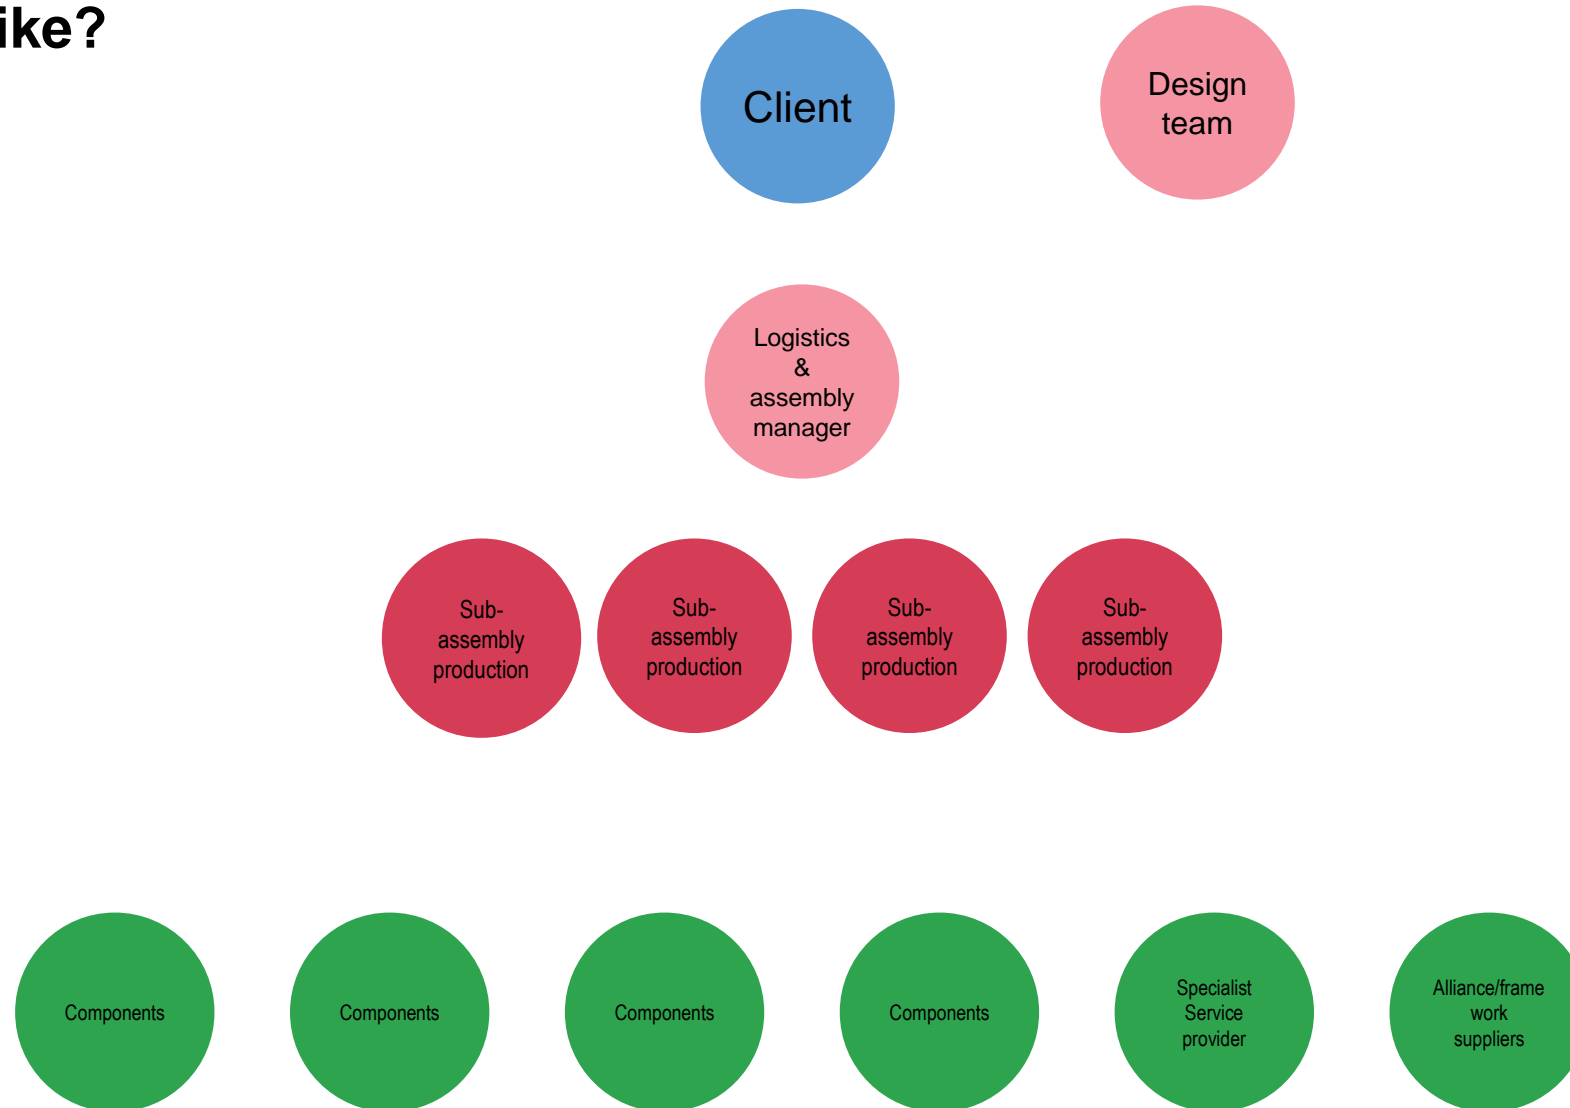 ike?
Client
Design
team
Logistics
&
assembly
manager
Sub-
assembly
production
Sub-
assembly
production
Sub-
assembly
production
Sub-
assembly
production
Components
Components
Components
Components
Specialist
Service
provider
Alliance/frame
work
suppliers